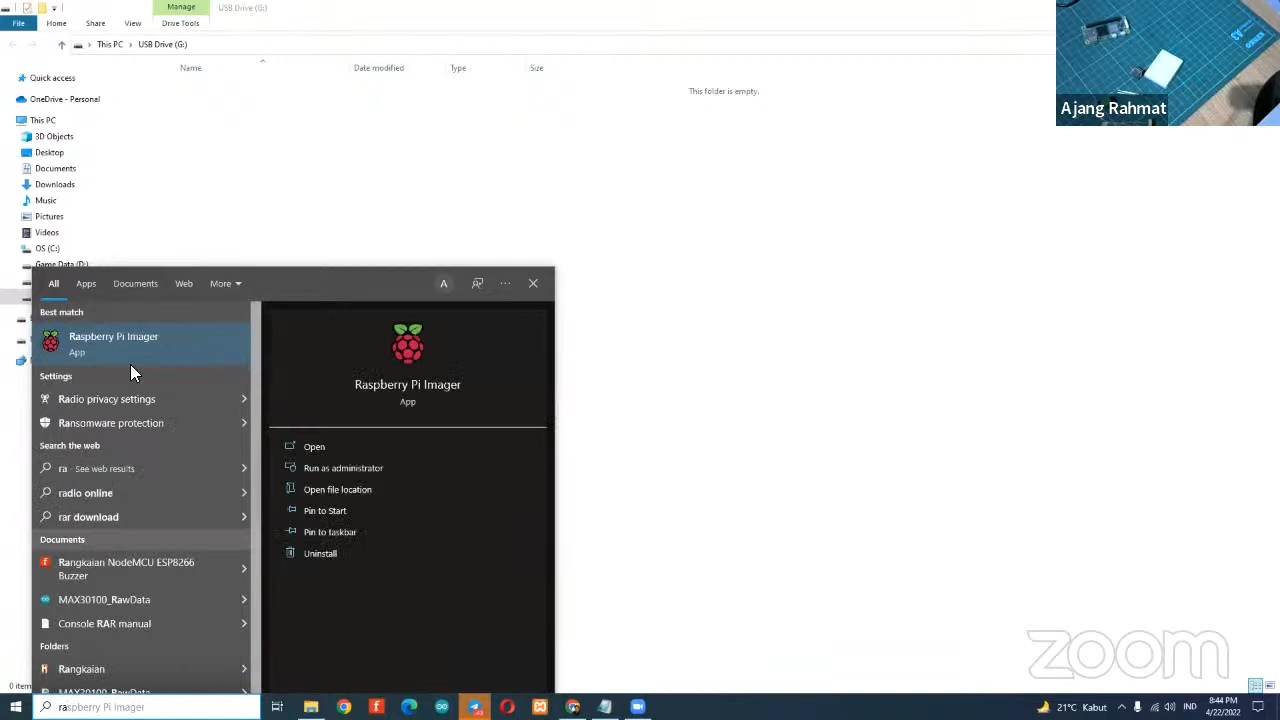 Manage
USB Drive (G:)
File
Home
Share
View
Drive Tools
This PC
USB Drive (G:)
Name
Date modified
Type
Size
This folder is empty.
Quick access
OneDrive - Personal
This PC
3D Objects
Desktop
Documents
Downloads
Music
Pictures
Videos
OS (C:)
Game Data (D:)
Ajang Rahmat
All
Apps
Documents
Web
More
A
Best match
Raspberry Pi Imager
App
Settings
Radio privacy settings
Ransomware protection
Search the web
ra - See web results
radio online
rar download
Documents
Rangkaian NodeMCU ESP8266
Buzzer
MAX30100_RawData
Console RAR manual
Folders
Rangkaian
MAX30100_RawData
Raspberry Pi Imager
App
Open
Run as administrator
Open file location
Pin to Start
Pin to taskbar
Uninstall
zoom
0 items
raspberry Pi Imager
21°C Kabut
IND
8:44 PM
4/22/2022